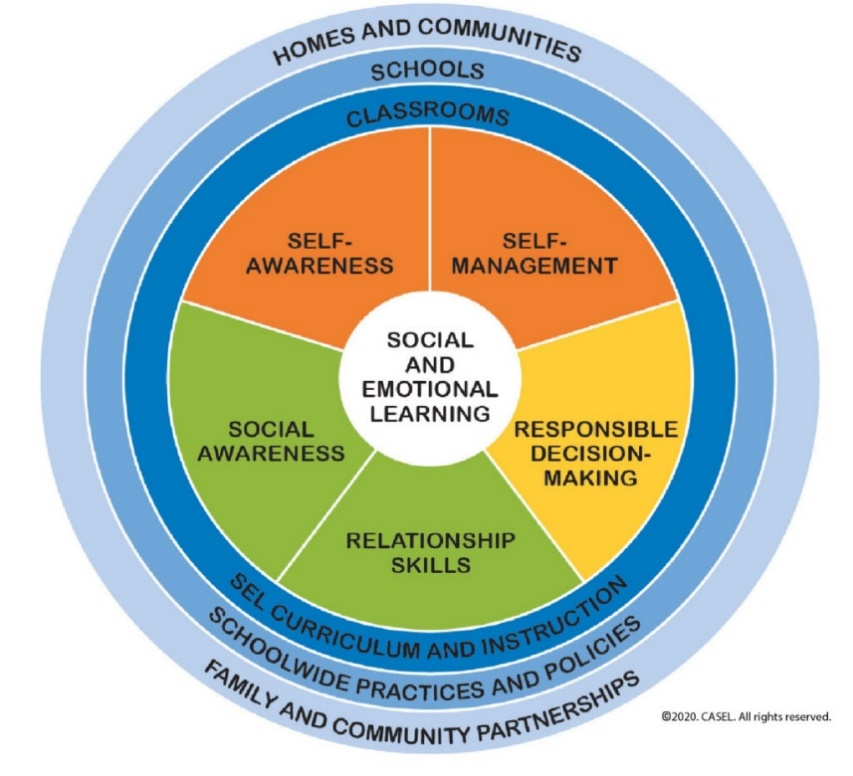 HOMES AND COMMUNITIES
SCHOOLS
CLASSROOMS
SELF-
AWARENESS
SELF-
MANAGEMENT
SOCIAL
AND
EMOTIONAL
LEARNING
SOCIAL
AWARENESS
RESPONSIBLE
DECISION-
MAKING
RELATIONSHIP
SKILLS
SEL CURRICULUM AND INSTRUCTION
SCHOOLWIDE PRACTICES AND POLICIES
FAMILY AND COMMUNITY PARTNERSHIPS
©2020. CASEL. All rights reserved.